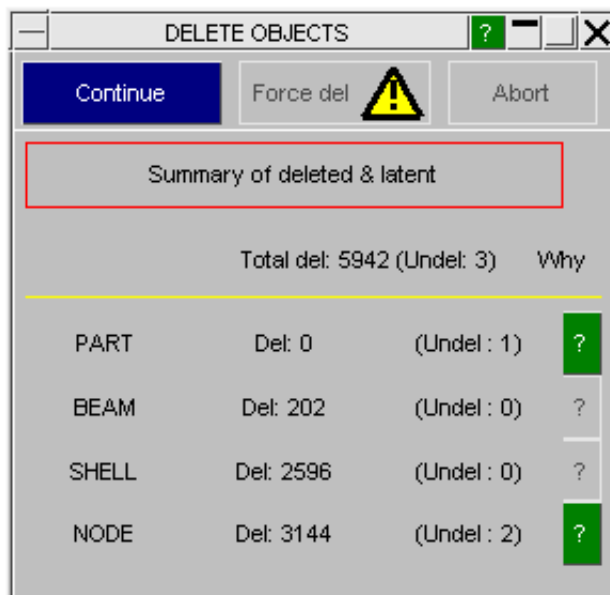 DELETE OBJECTS ?
Continue Force del ! Abort
Summary of deleted & latent
Total del: 5942 (Undel: 3) Why
PART Del: 0 (Undel : 1) ?
BEAM Del: 202 (Undel : 0) ?
SHELL Del: 2596 (Undel : 0) ?
NODE Del: 3144 (Undel : 2) ?